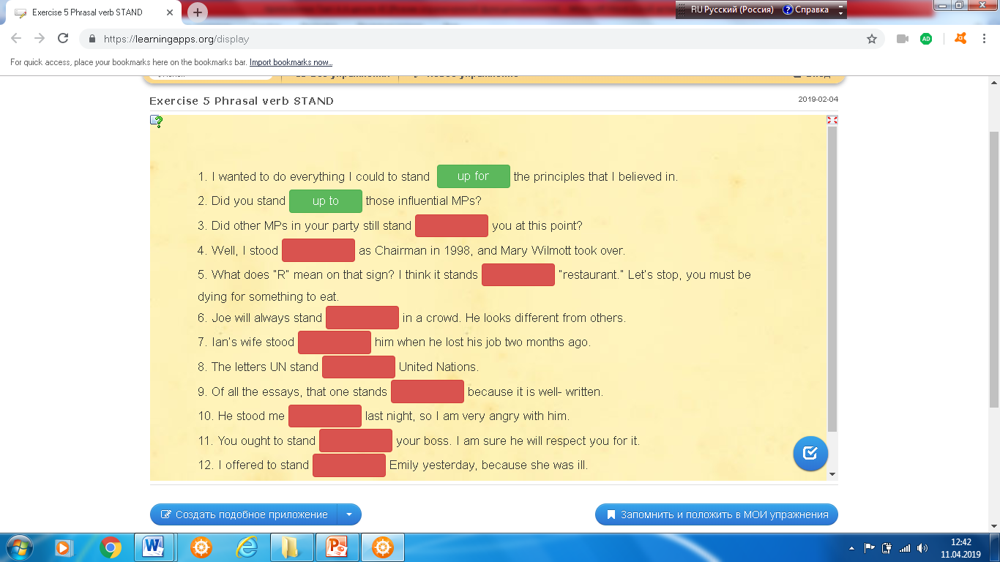 Exercise 5 Phrasal verb STAND
RU Русский (Россия) Справка
https://learningapps.org/display
AD
For quick access, place your bookmarks here on the bookmarks bar. Import bookmarks now...
Exercise 5 Phrasal verb STAND
2019-02-04
1. I wanted to do everything I could to stand up for the principles that I believed in.
2. Did you stand up to those influential MPs?
3. Did other MPs in your party still stand you at this point?
4. Well, I stood as Chairman in 1998, and Mary Wilmott took over.
5. What does "R" mean on that sign? I think it stands "restaurant." Let's stop, you must be
dying for something to eat.
6. Joe will always stand in a crowd. He looks different from others.
7. Ian's wife stood him when he lost his job two months ago.
8. The letters UN stand United Nations.
9. Of all the essays, that one stands because it is well- written.
10. He stood me last night, so I am very angry with him.
11. You ought to stand your boss. I am sure he will respect you for it.
12. I offered to stand Emily yesterday, because she was ill.
Создать подобное приложение
Запомнить и положить в МОИ упражнения
12:42
11.04.2019